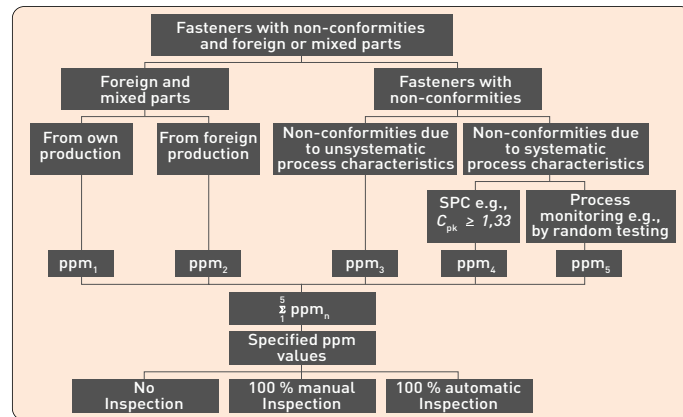 Fasteners with non-conformities
and foreign or mixed parts
Foreign and
mixed parts
Fasteners with
non-conformities
From own
production
From foreign
production
Non-conformities due
to unsystematic
process characteristics
Non-conformities due
to systematic
process characteristics
SPC e.g.,
Cpk ≥ 1,33
Process
monitoring e.g.,
by random testing
ppm₁
ppm₂
ppm₃
ppm₄
ppm₅
5
Σ ppmₙ
1
Specified ppm
values
No
Inspection
100 % manual
Inspection
100 % automatic
Inspection